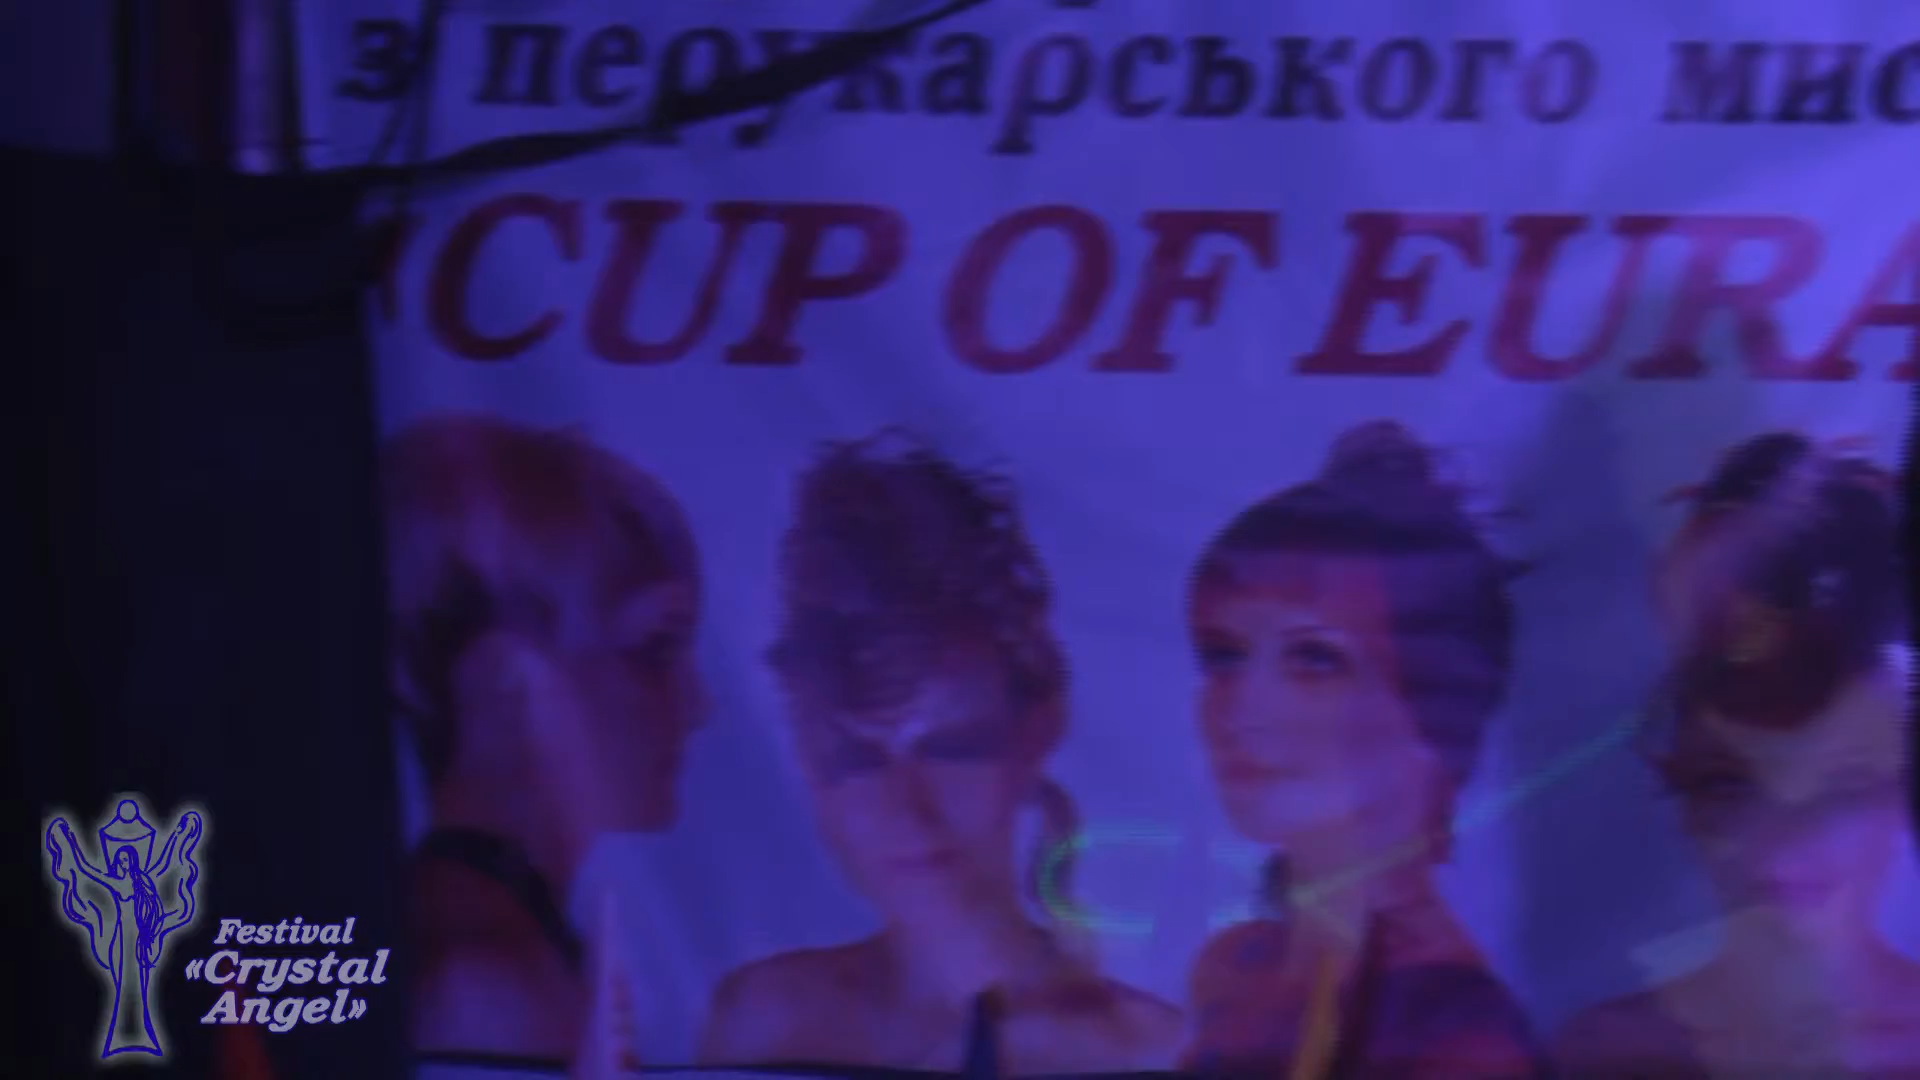 з перукарського мис
«CUP OF EURA
Festival
«Crystal
Angel»